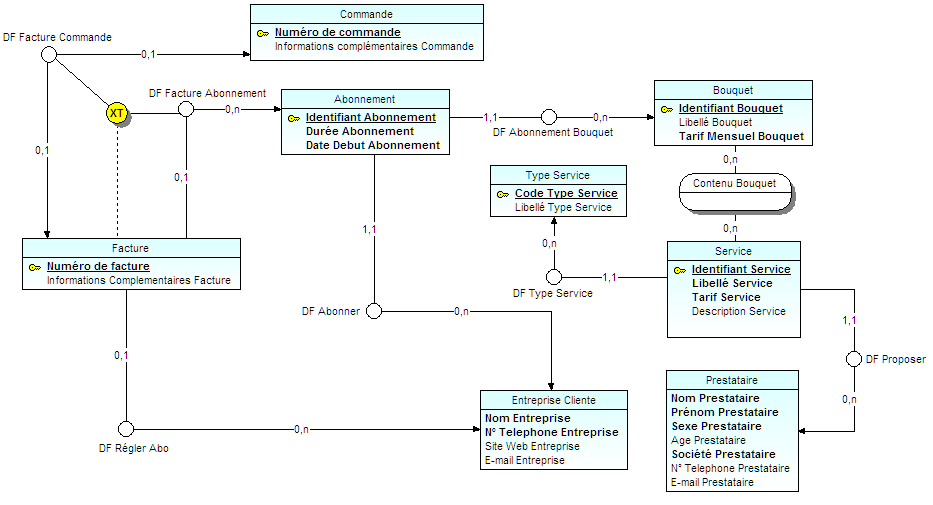 Commande
Numéro de commande
Informations complémentaires Commande
DF Facture Commande
0,1
XT
DF Facture Abonnement
0,n
0,1
0,1
Abonnement
Identifiant Abonnement
Durée Abonnement
Date Debut Abonnement
1,1
DF Abonnement Bouquet
0,n
Bouquet
Identifiant Bouquet
Libellé Bouquet
Tarif Mensuel Bouquet
0,n
Contenu Bouquet
0,n
Type Service
Code Type Service
Libellé Type Service
0,n
DF Type Service
1,1
Service
Identifiant Service
Libellé Service
Tarif Service
Description Service
1,1
DF Proposer
0,n
Facture
Numéro de facture
Informations Complementaires Facture
1,1
DF Abonner
0,n
0,1
DF Régler Abo
0,n
Entreprise Cliente
Nom Entreprise
N° Telephone Entreprise
Site Web Entreprise
E-mail Entreprise
Prestataire
Nom Prestataire
Prénom Prestataire
Sexe Prestataire
Age Prestataire
Société Prestataire
N° Telephone Prestataire
E-mail Prestataire